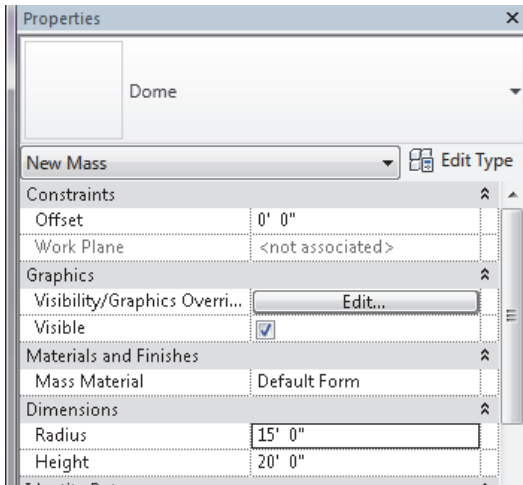 Properties
Dome
New Mass Edit Type
Constraints
Offset 0' 0"
Work Plane <not associated>
Graphics
Visibility/Graphics Overri... Edit...
Visible
Materials and Finishes
Mass Material Default Form
Dimensions
Radius 15' 0"
Height 20' 0"